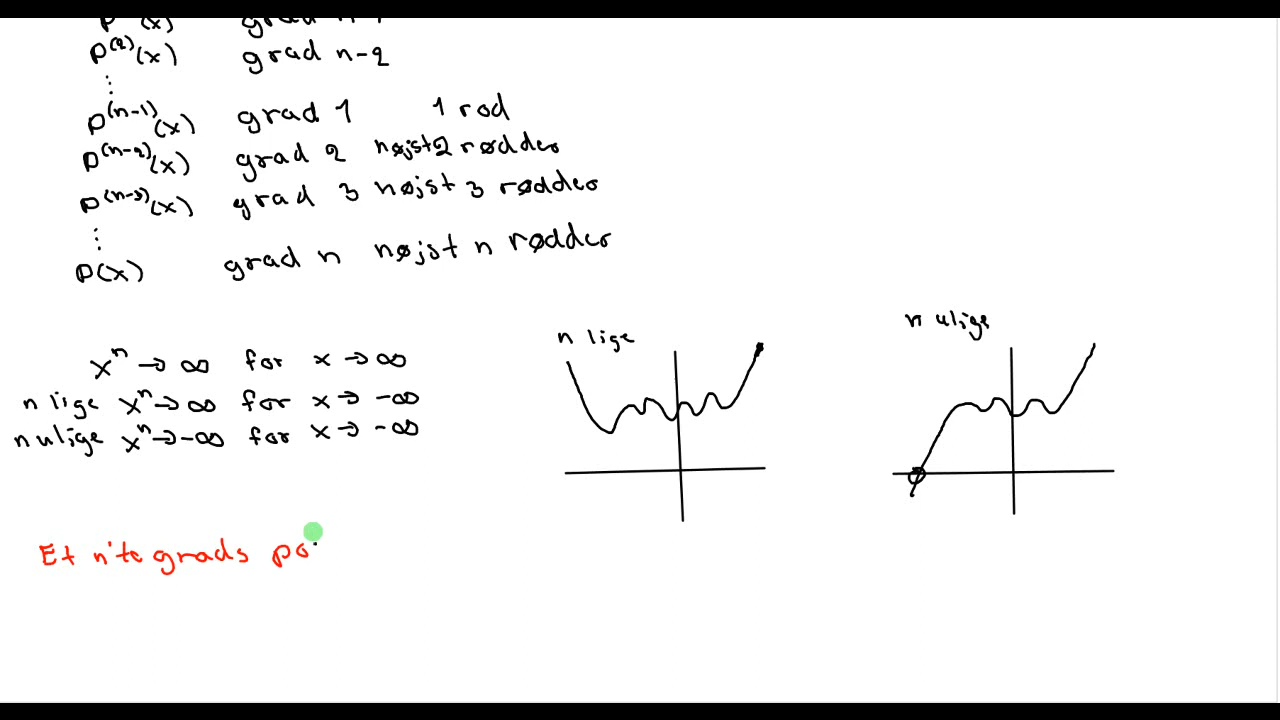 P⁽²⁾(x) grad n-2
⋮
P⁽ⁿ⁻¹⁾(x) grad 1 1 rod
P⁽ⁿ⁻²⁾(x) grad 2 højst 2 rødder
P⁽ⁿ⁻³⁾(x) grad 3 højst 3 rødder
⋮
P(x) grad n højst n rødder
n lige
n ulige
xⁿ → ∞ for x → ∞
n lige xⁿ → ∞ for x → -∞
n ulige xⁿ → -∞ for x → -∞
Et n'te grads po